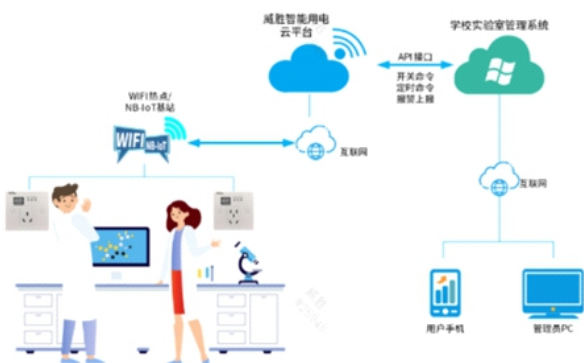 威胜智能用电
云平台
学校实验室管理系统
API 接口
开关命令
定时命令
报警上报
WIFI热点/
NB-IoT基站
WIFI
NB-IoT
互联网
互联网
用户手机
管理员PC